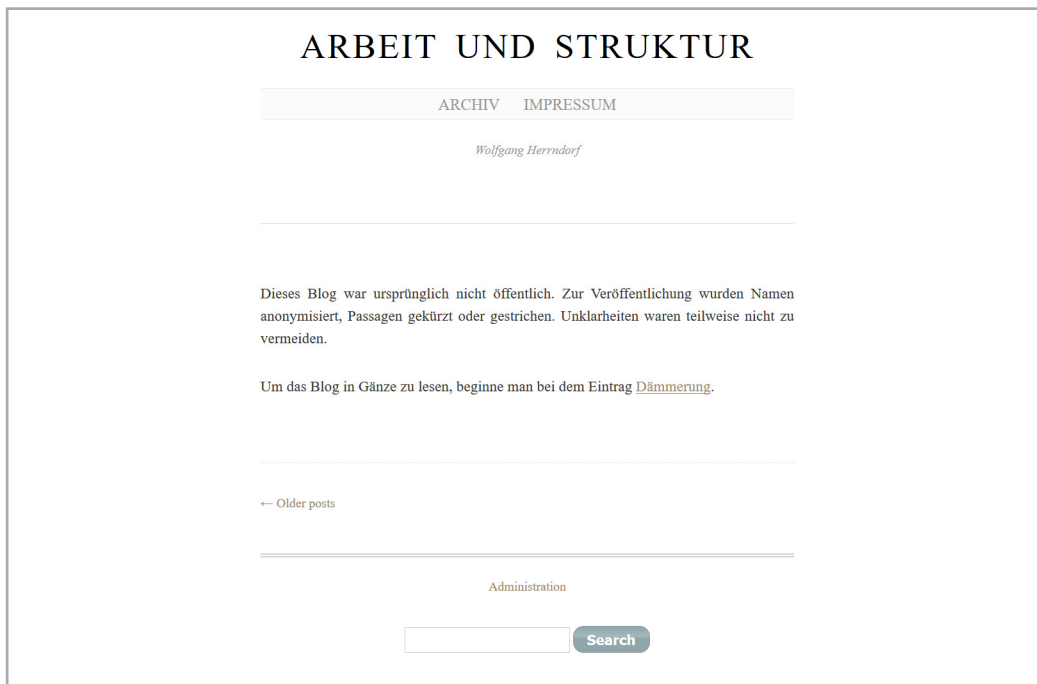 ARBEIT UND STRUKTUR
ARCHIV IMPRESSUM
Wolfgang Herrndorf
Dieses Blog war ursprünglich nicht öffentlich. Zur Veröffentlichung wurden Namen
anonymisiert, Passagen gekürzt oder gestrichen. Unklarheiten waren teilweise nicht zu
vermeiden.
Um das Blog in Gänze zu lesen, beginne man bei dem Eintrag Dämmerung.
← Older posts
Administration
Search